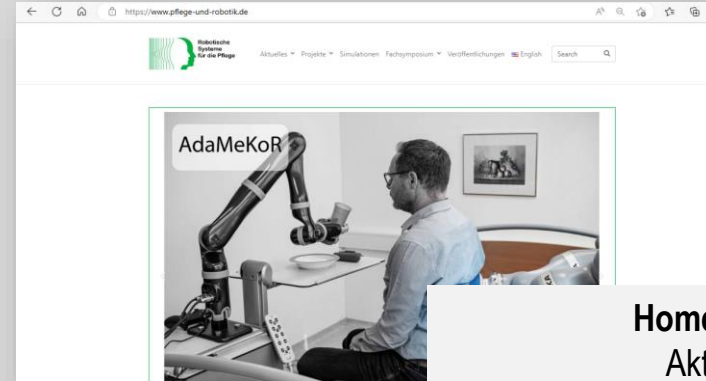 https://www.pflege-und-robotik.de
Robotische
Systeme
für die Pflege
Aktuelles Projekte Simulationen Fachsymposium Veröffentlichungen English Search
AdaMeKoR
Home
Akt